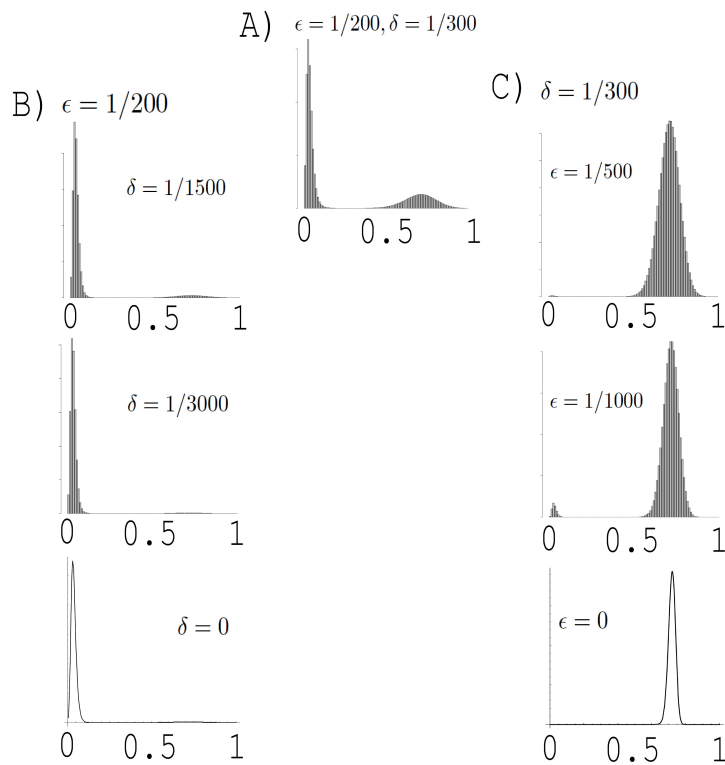 A) ϵ = 1/200, δ = 1/300
0 0.5 1
B) ϵ = 1/200
δ = 1/1500
0 0.5 1
δ = 1/3000
0 0.5 1
δ = 0
0 0.5 1
C) δ = 1/300
ϵ = 1/500
0 0.5 1
ϵ = 1/1000
0 0.5 1
ϵ = 0
0 0.5 1